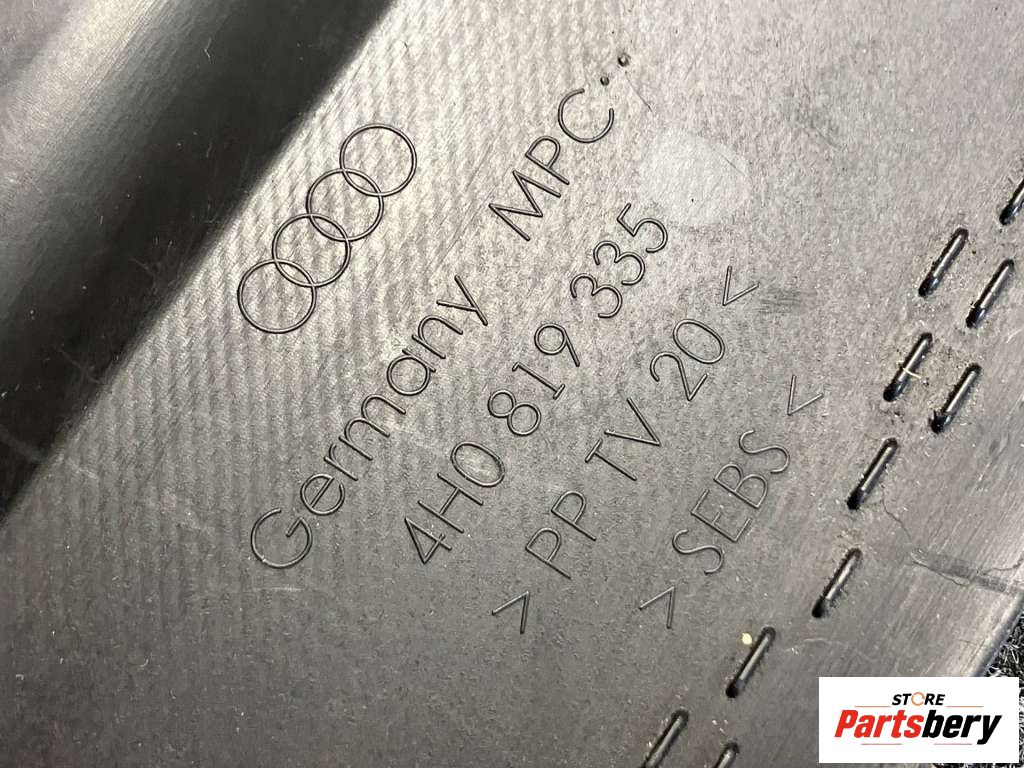 Germany MPC..
4H0 819 335
> PP TV 20 <
> SEBS <
STORE
Partsbery